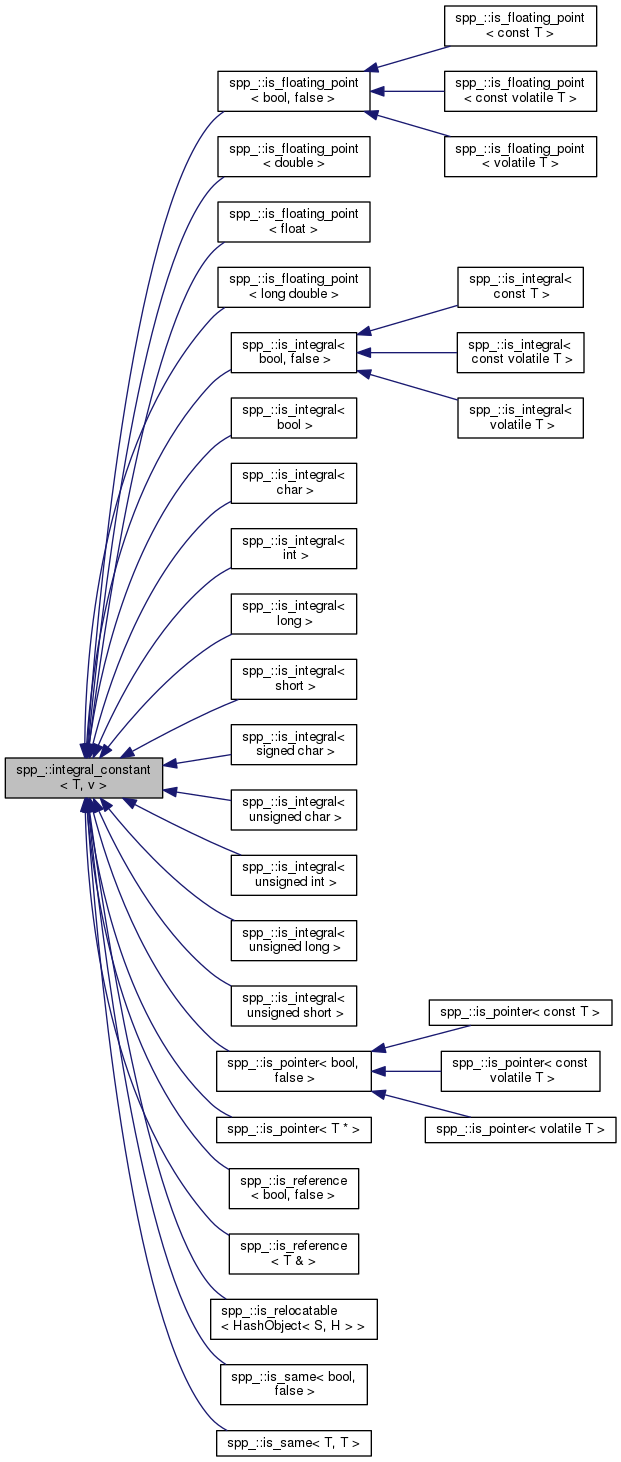 spp_::is_floating_point
< const T >
spp_::is_floating_point
< bool, false >
spp_::is_floating_point
< const volatile T >
spp_::is_floating_point
< double >
spp_::is_floating_point
< volatile T >
spp_::is_floating_point
< float >
spp_::is_floating_point
< long double >
spp_::is_integral<
const T >
spp_::is_integral<
bool, false >
spp_::is_integral<
const volatile T >
spp_::is_integral<
bool >
spp_::is_integral<
volatile T >
spp_::is_integral<
char >
spp_::is_integral<
int >
spp_::is_integral<
long >
spp_::is_integral<
short >
spp_::is_integral<
signed char >
spp_::integral_constant
< T, v >
spp_::is_integral<
unsigned char >
spp_::is_integral<
unsigned int >
spp_::is_integral<
unsigned long >
spp_::is_integral<
unsigned short >
spp_::is_pointer< const T >
spp_::is_pointer< bool,
false >
spp_::is_pointer< const
volatile T >
spp_::is_pointer< T * >
spp_::is_pointer< volatile T >
spp_::is_reference
< bool, false >
spp_::is_reference
< T & >
spp_::is_relocatable
< HashObject< S, H > >
spp_::is_same< bool,
false >
spp_::is_same< T, T >